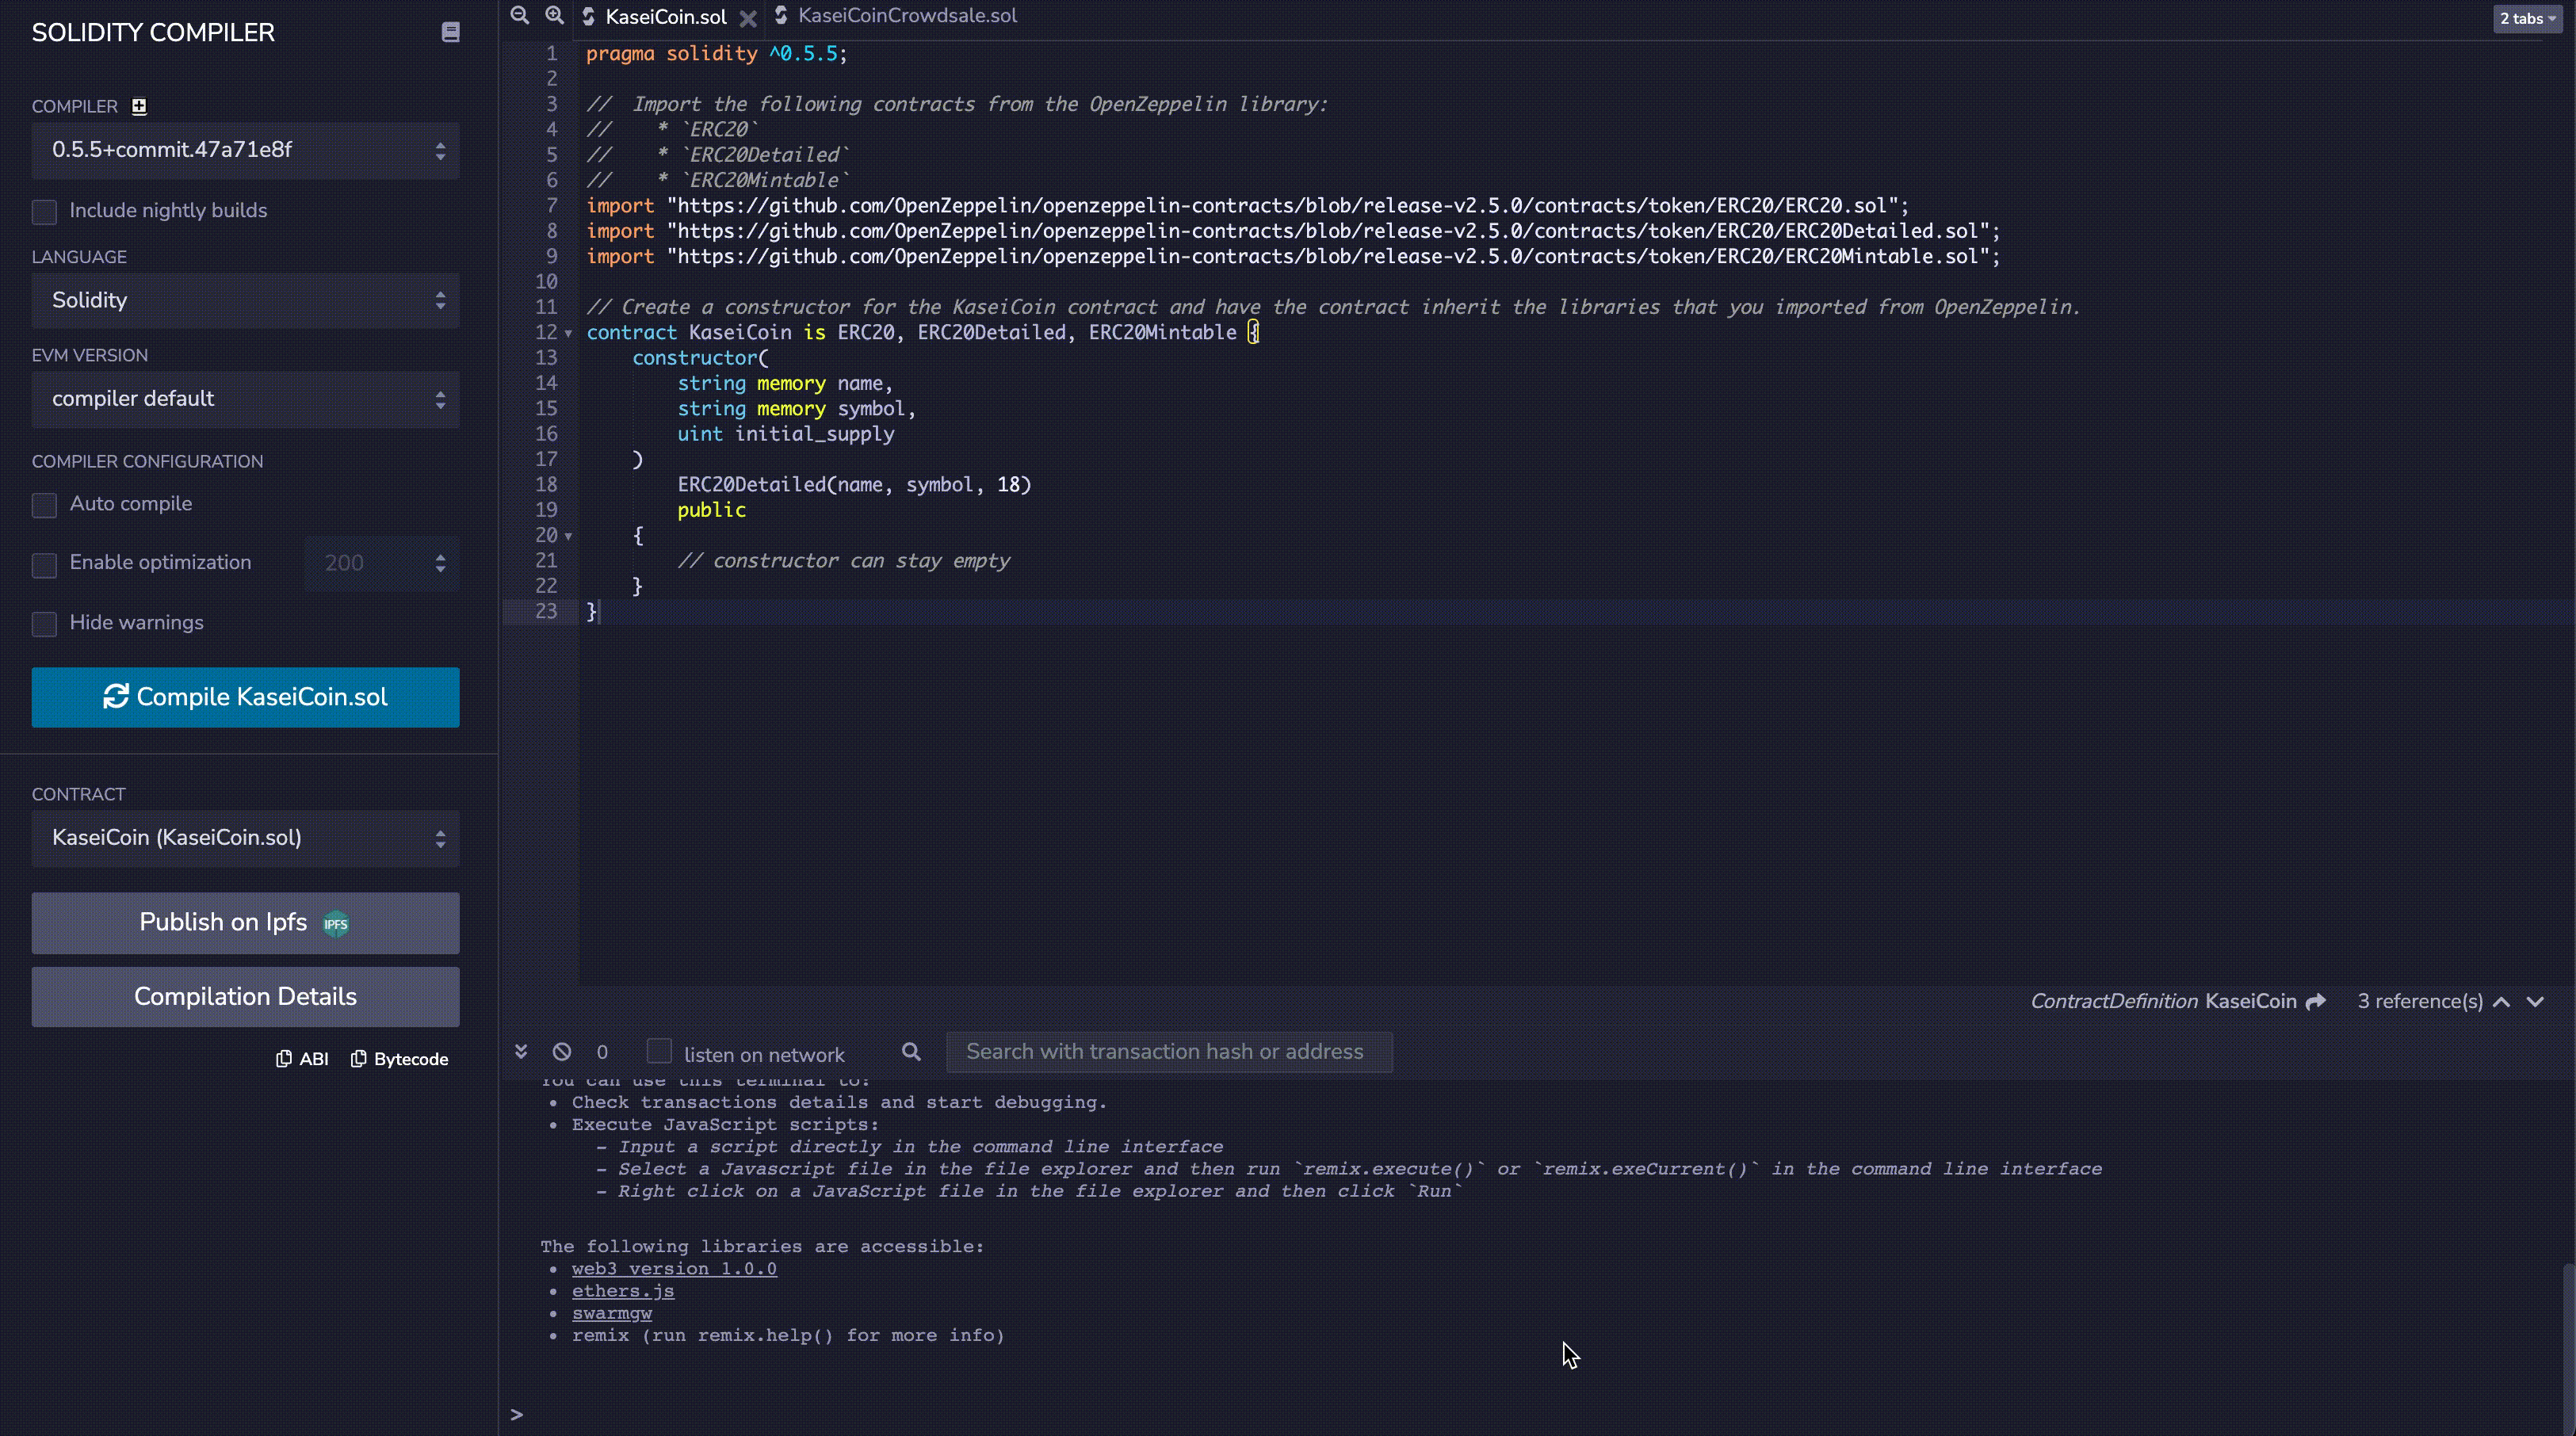 SOLIDITY COMPILER
COMPILER
0.5.5+commit.47a71e8f
Include nightly builds
LANGUAGE
Solidity
EVM VERSION
compiler default
COMPILER CONFIGURATION
Auto compile
Enable optimization 200
Hide warnings
Compile KaseiCoin.sol
CONTRACT
KaseiCoin (KaseiCoin.sol)
Publish on Ipfs IPFS
Compilation Details
ABI Bytecode
KaseiCoin.sol KaseiCoinCrowdsale.sol 2 tabs
1 pragma solidity ^0.5.5;
2
3 //  Import the following contracts from the OpenZeppelin library:
4 //    * `ERC20`
5 //    * `ERC20Detailed`
6 //    * `ERC20Mintable`
7 import "https://github.com/OpenZeppelin/openzeppelin-contracts/blob/release-v2.5.0/contracts/token/ERC20/ERC20.sol";
8 import "https://github.com/OpenZeppelin/openzeppelin-contracts/blob/release-v2.5.0/contracts/token/ERC20/ERC20Detailed.sol";
9 import "https://github.com/OpenZeppelin/openzeppelin-contracts/blob/release-v2.5.0/contracts/token/ERC20/ERC20Mintable.sol";
10
11 // Create a constructor for the KaseiCoin contract and have the contract inherit the libraries that you imported from OpenZeppelin.
12 contract KaseiCoin is ERC20, ERC20Detailed, ERC20Mintable {
13     constructor(
14         string memory name,
15         string memory symbol,
16         uint initial_supply
17     )
18         ERC20Detailed(name, symbol, 18)
19         public
20     {
21         // constructor can stay empty
22     }
23 }
ContractDefinition KaseiCoin 3 reference(s)
0 listen on network Search with transaction hash or address
You can use this terminal to:
• Check transactions details and start debugging.
• Execute JavaScript scripts:
- Input a script directly in the command line interface
- Select a Javascript file in the file explorer and then run `remix.execute()` or `remix.exeCurrent()` in the command line interface
- Right click on a JavaScript file in the file explorer and then click `Run`
The following libraries are accessible:
• web3 version 1.0.0
• ethers.js
• swarmgw
• remix (run remix.help() for more info)
>